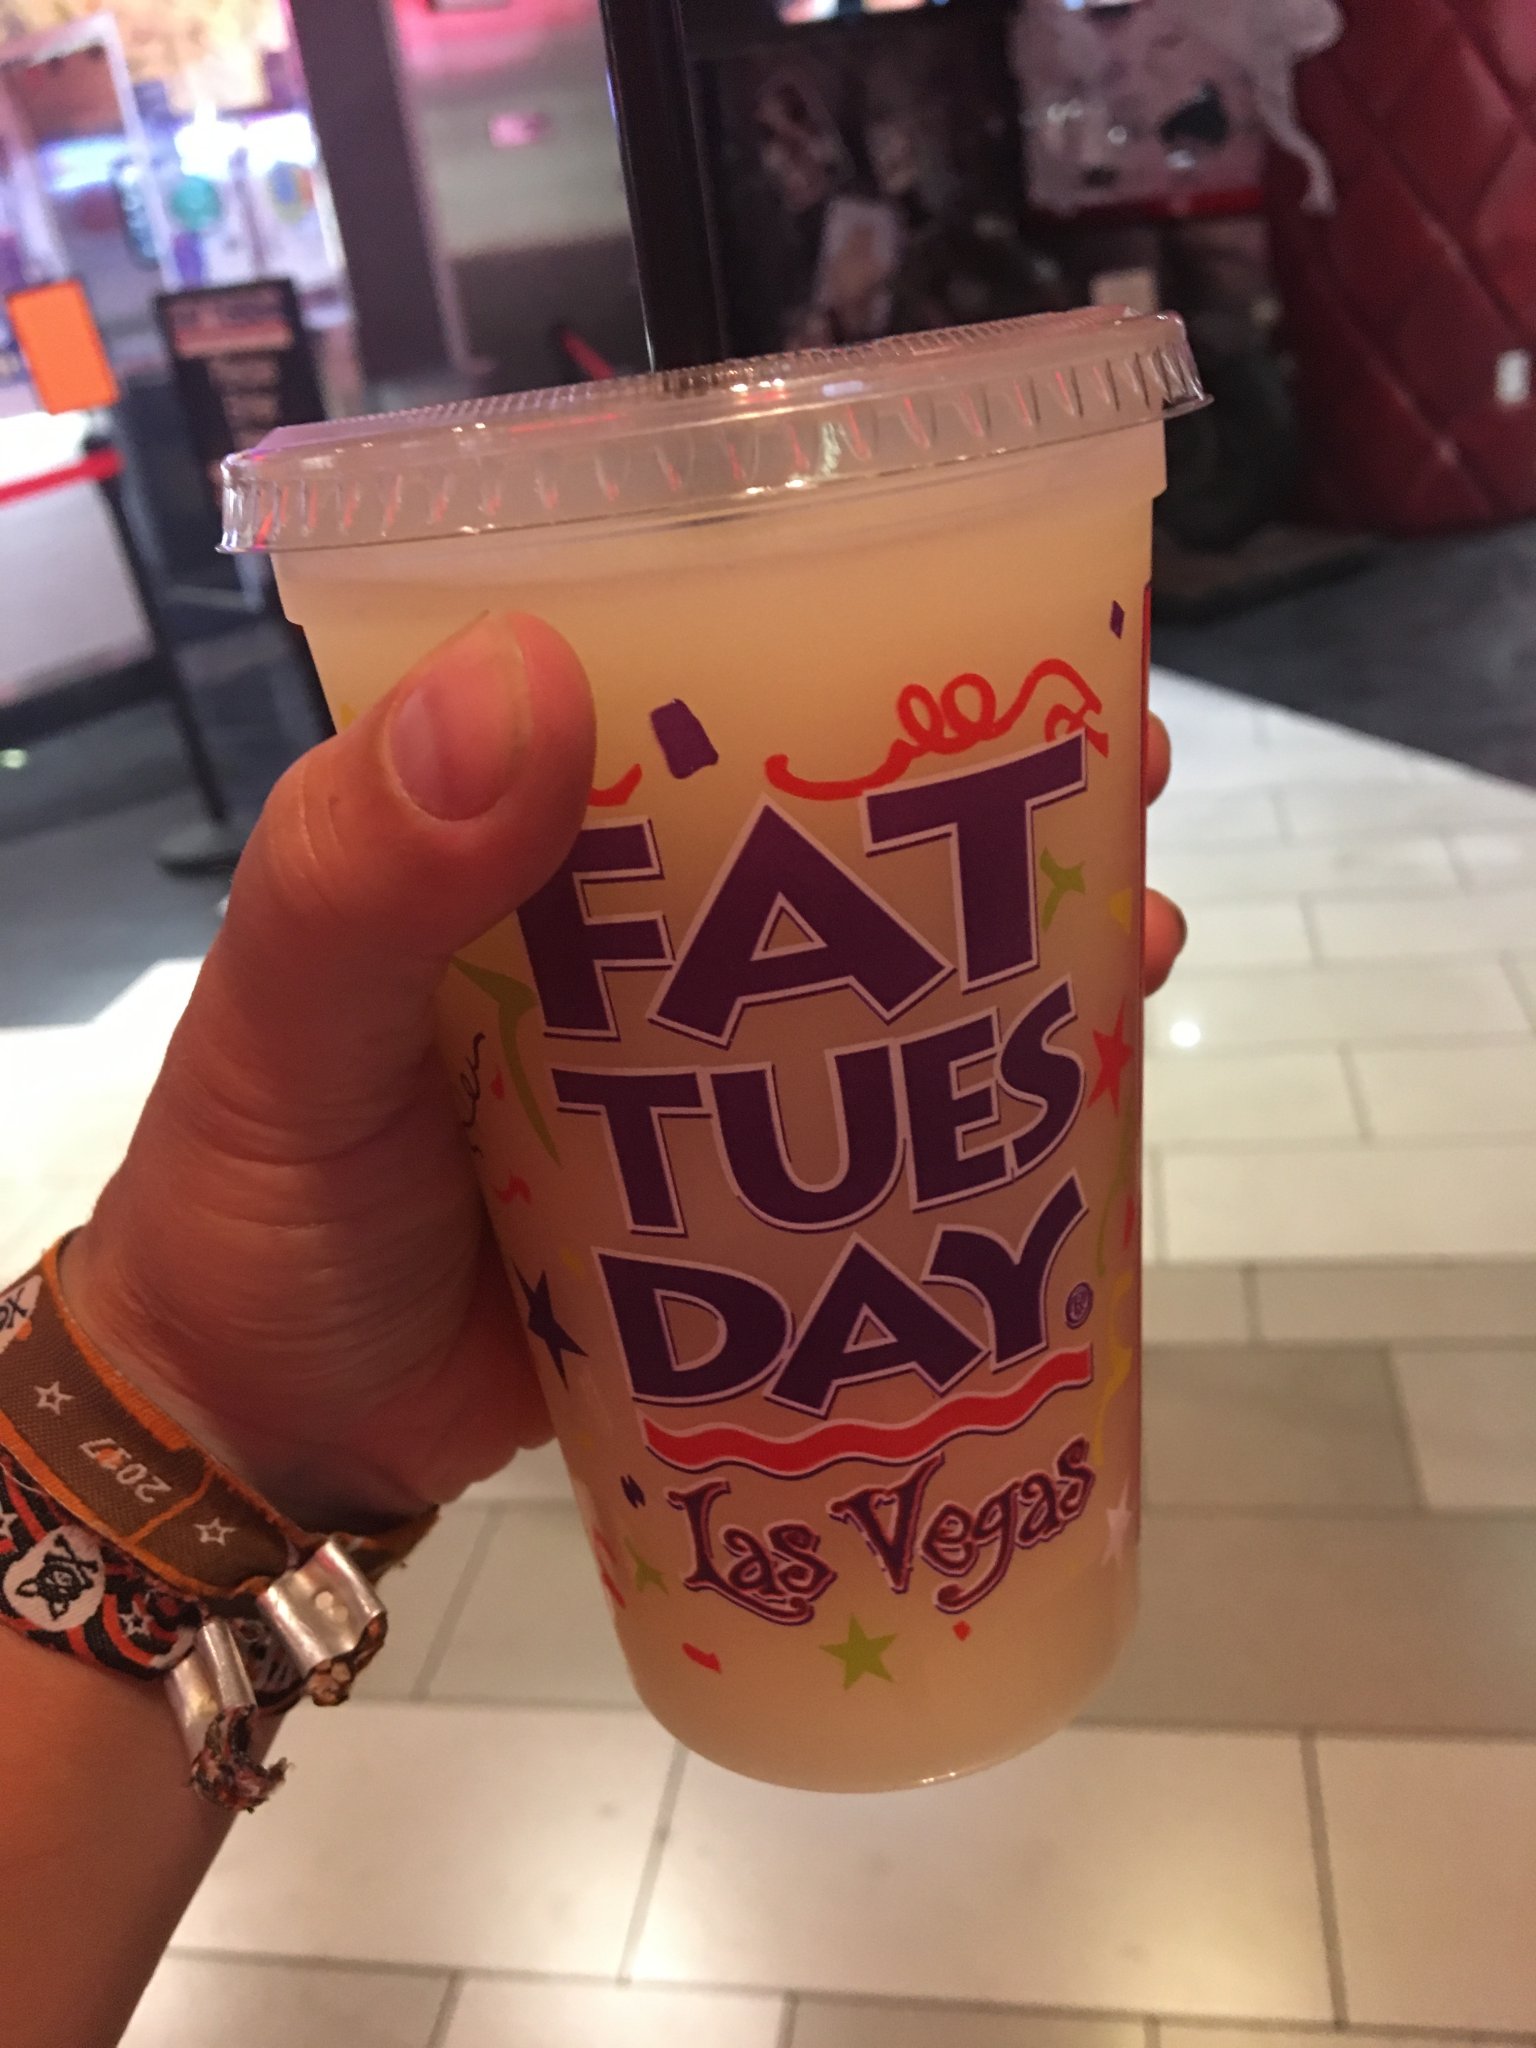 FAT
TUES
DAY®
Las Vegas
2017